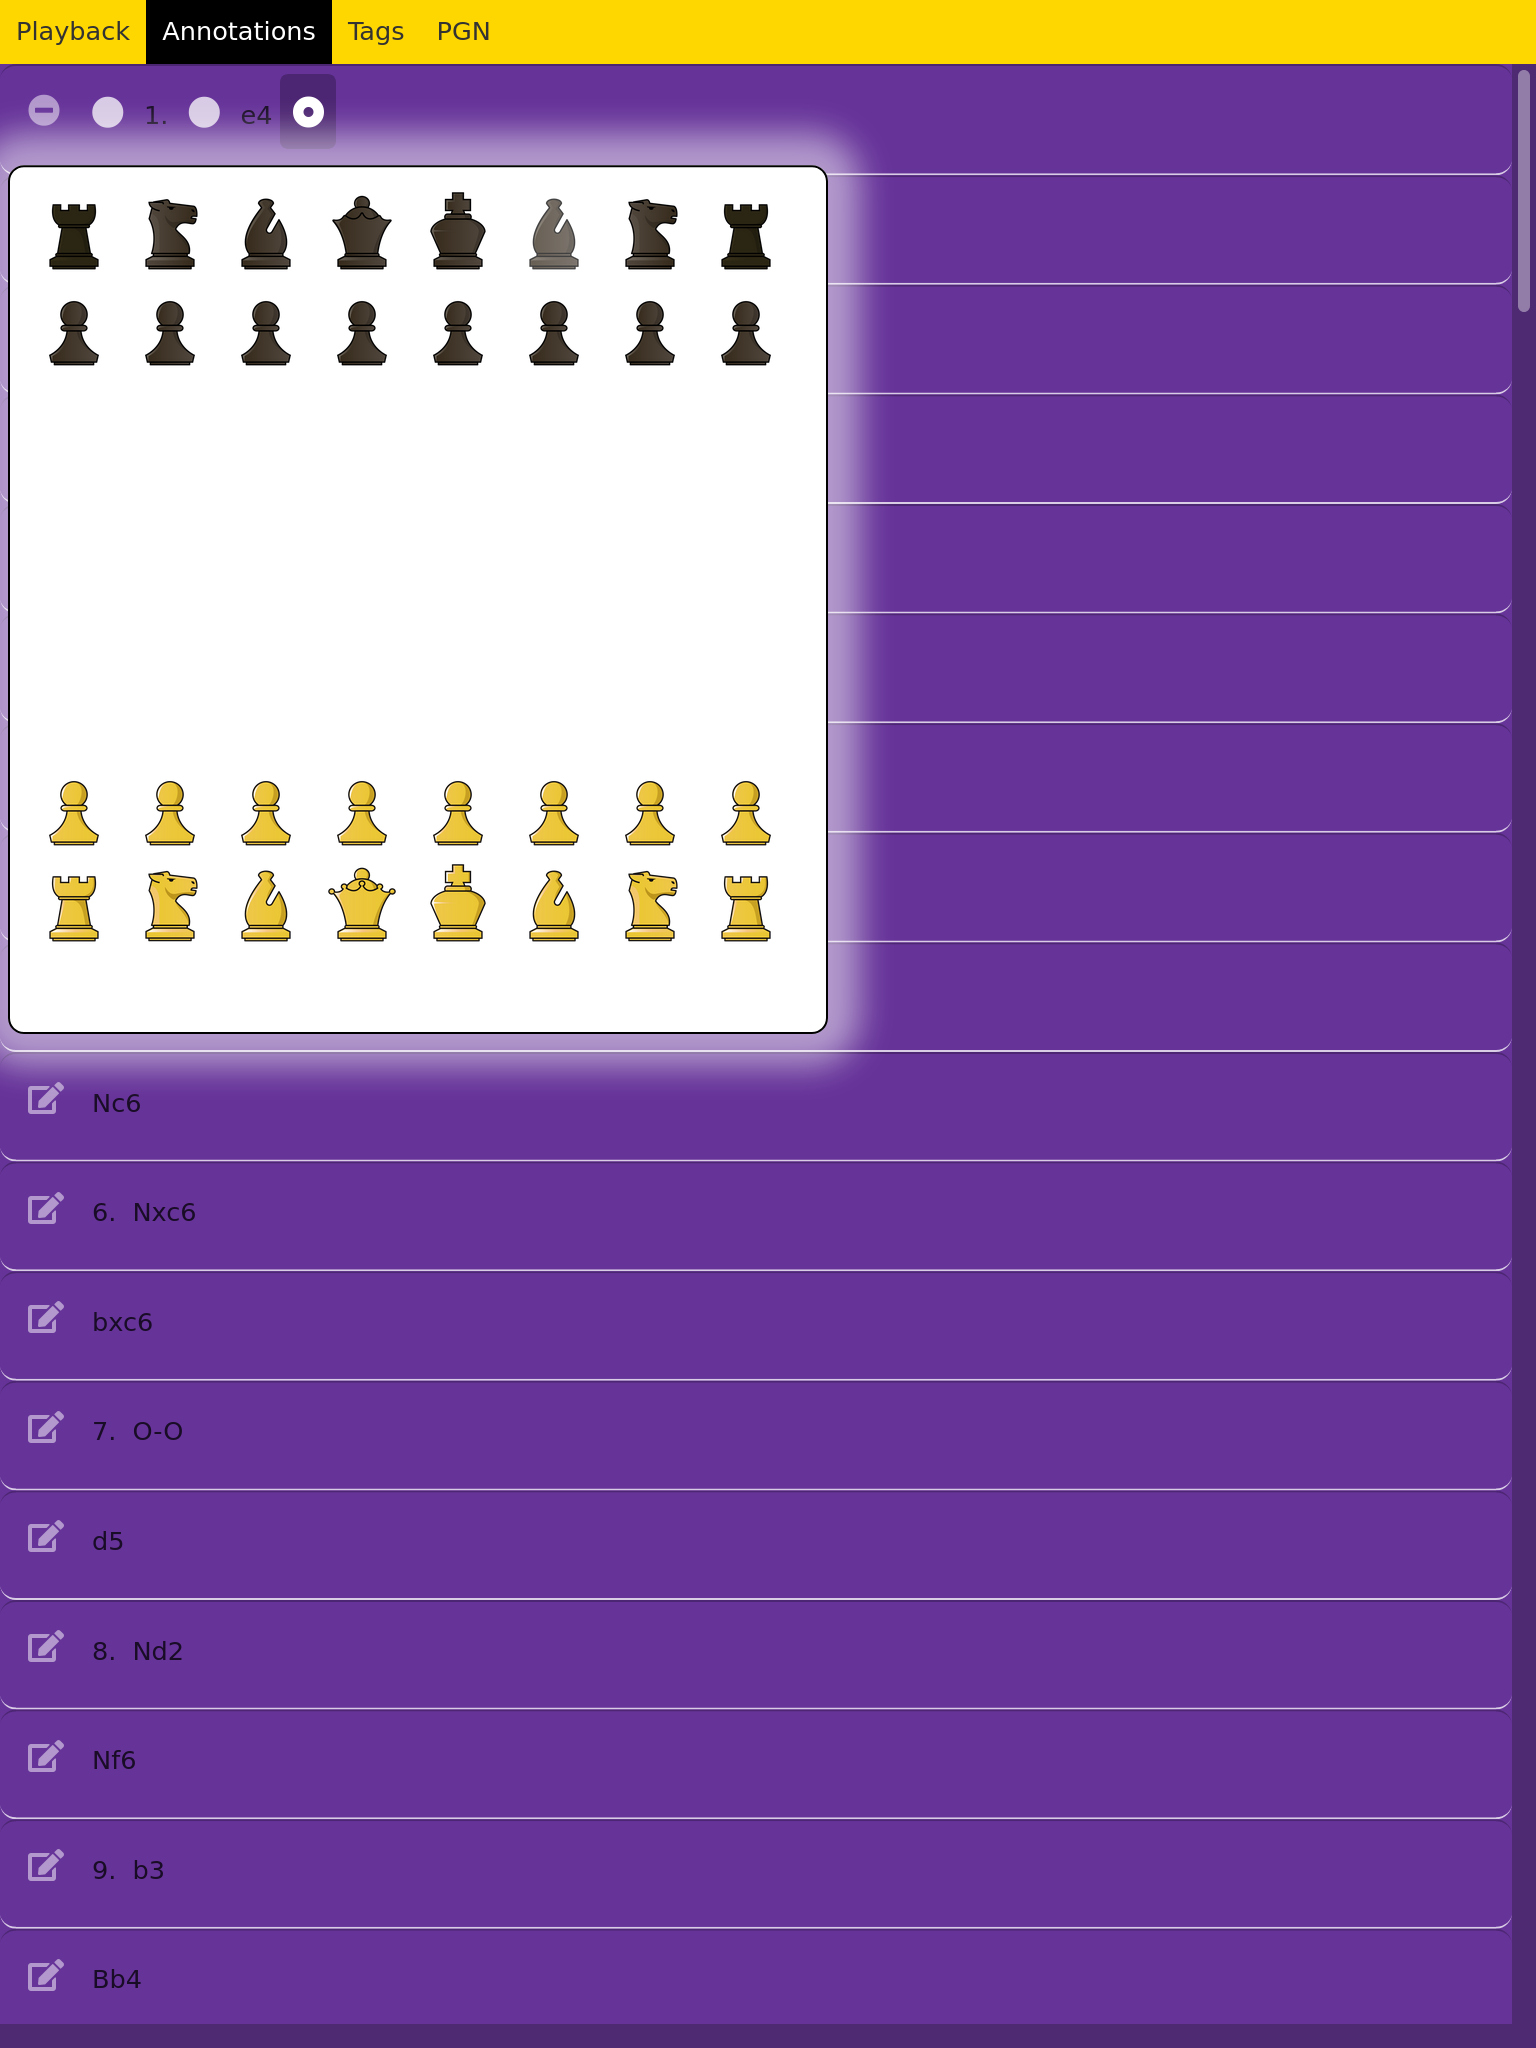 Playback Annotations Tags PGN
1. e4
Nc6
6. Nxc6
bxc6
7. O-O
d5
8. Nd2
Nf6
9. b3
Bb4